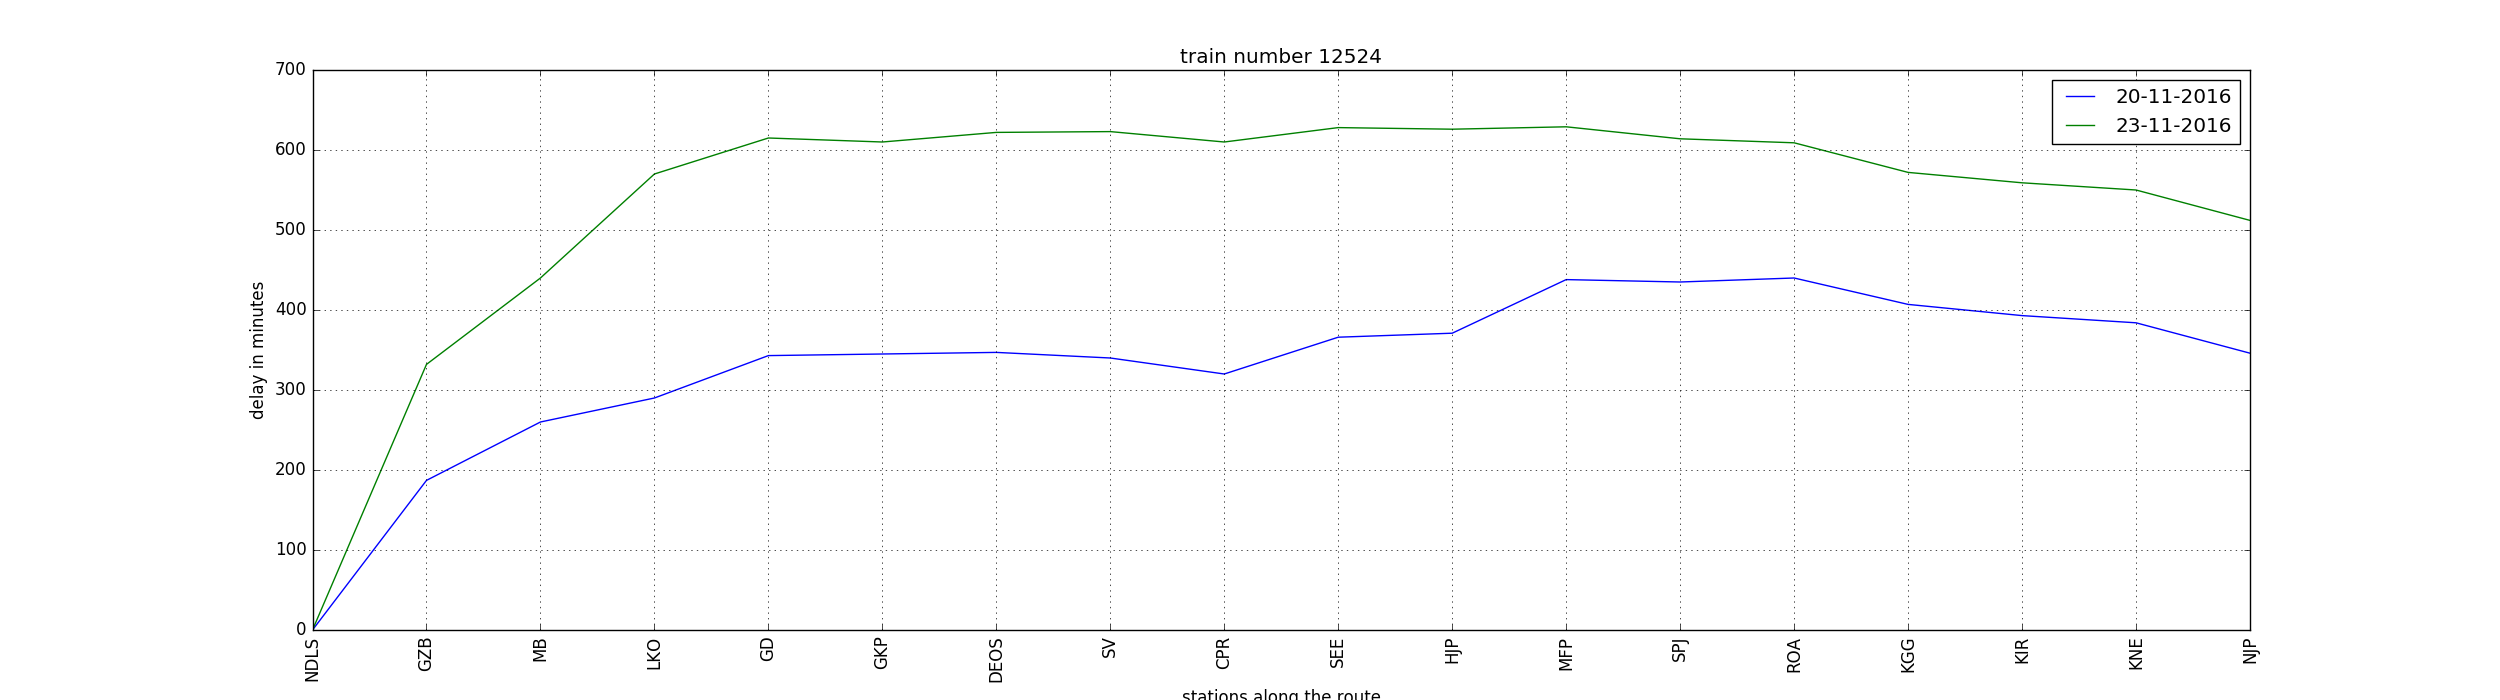 train number 12524
700
600
500
400
300
200
100
0
delay in minutes
20-11-2016
23-11-2016
NDLS
GZB
MB
LKO
GD
GKP
DEOS
SV
CPR
SEE
HJP
MFP
SPJ
ROA
KGG
KIR
KNE
NJP
stations along the route